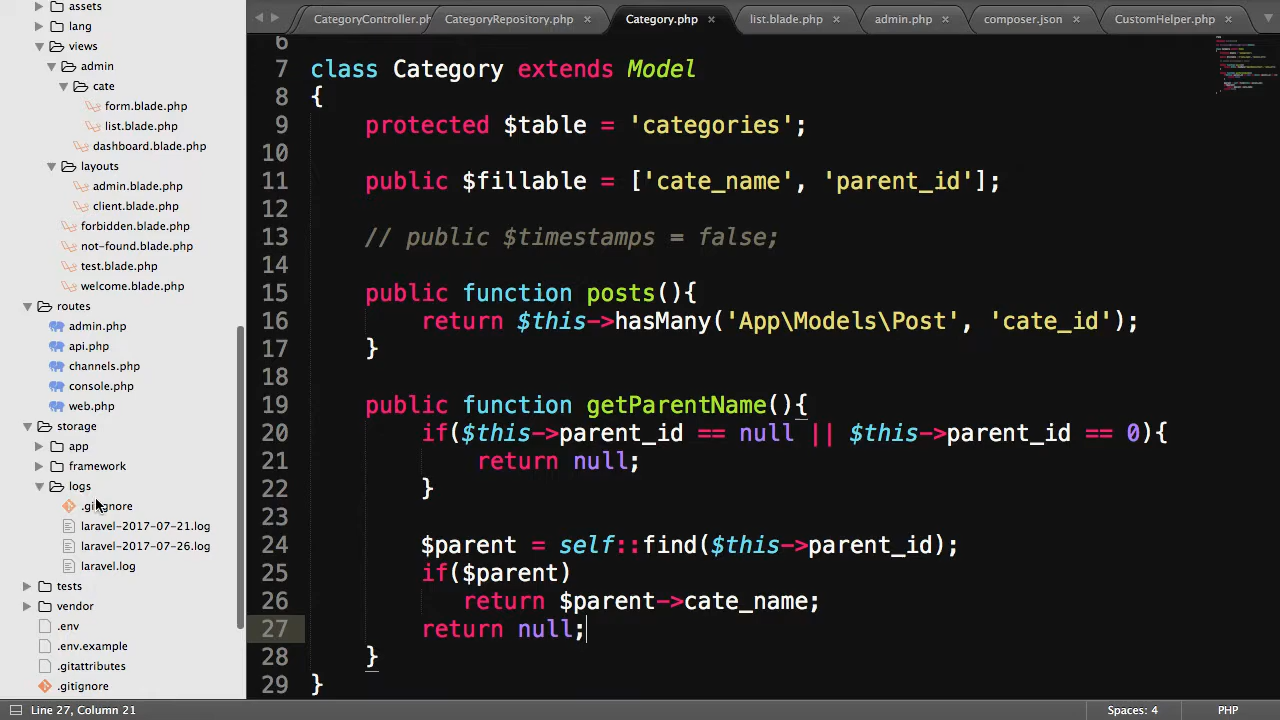 assets
lang
views
admin
cate
form.blade.php
list.blade.php
dashboard.blade.php
layouts
admin.blade.php
client.blade.php
forbidden.blade.php
not-found.blade.php
test.blade.php
welcome.blade.php
routes
admin.php
api.php
channels.php
console.php
web.php
storage
app
framework
logs
.gitignore
laravel-2017-07-21.log
laravel-2017-07-26.log
laravel.log
tests
vendor
.env
.env.example
.gitattributes
.gitignore
CategoryController.ph CategoryRepository.php × Category.php × list.blade.php × admin.php × composer.json × CustomHelper.php ×
6
7 class Category extends Model
8 {
9 protected $table = 'categories';
10
11 public $fillable = ['cate_name', 'parent_id'];
12
13 // public $timestamps = false;
14
15 public function posts(){
16 return $this->hasMany('App\Models\Post', 'cate_id');
17 }
18
19 public function getParentName(){
20 if($this->parent_id == null || $this->parent_id == 0){
21 return null;
22 }
23
24 $parent = self::find($this->parent_id);
25 if($parent)
26 return $parent->cate_name;
27 return null;
28 }
29 }
Line 27, Column 21 Spaces: 4 PHP